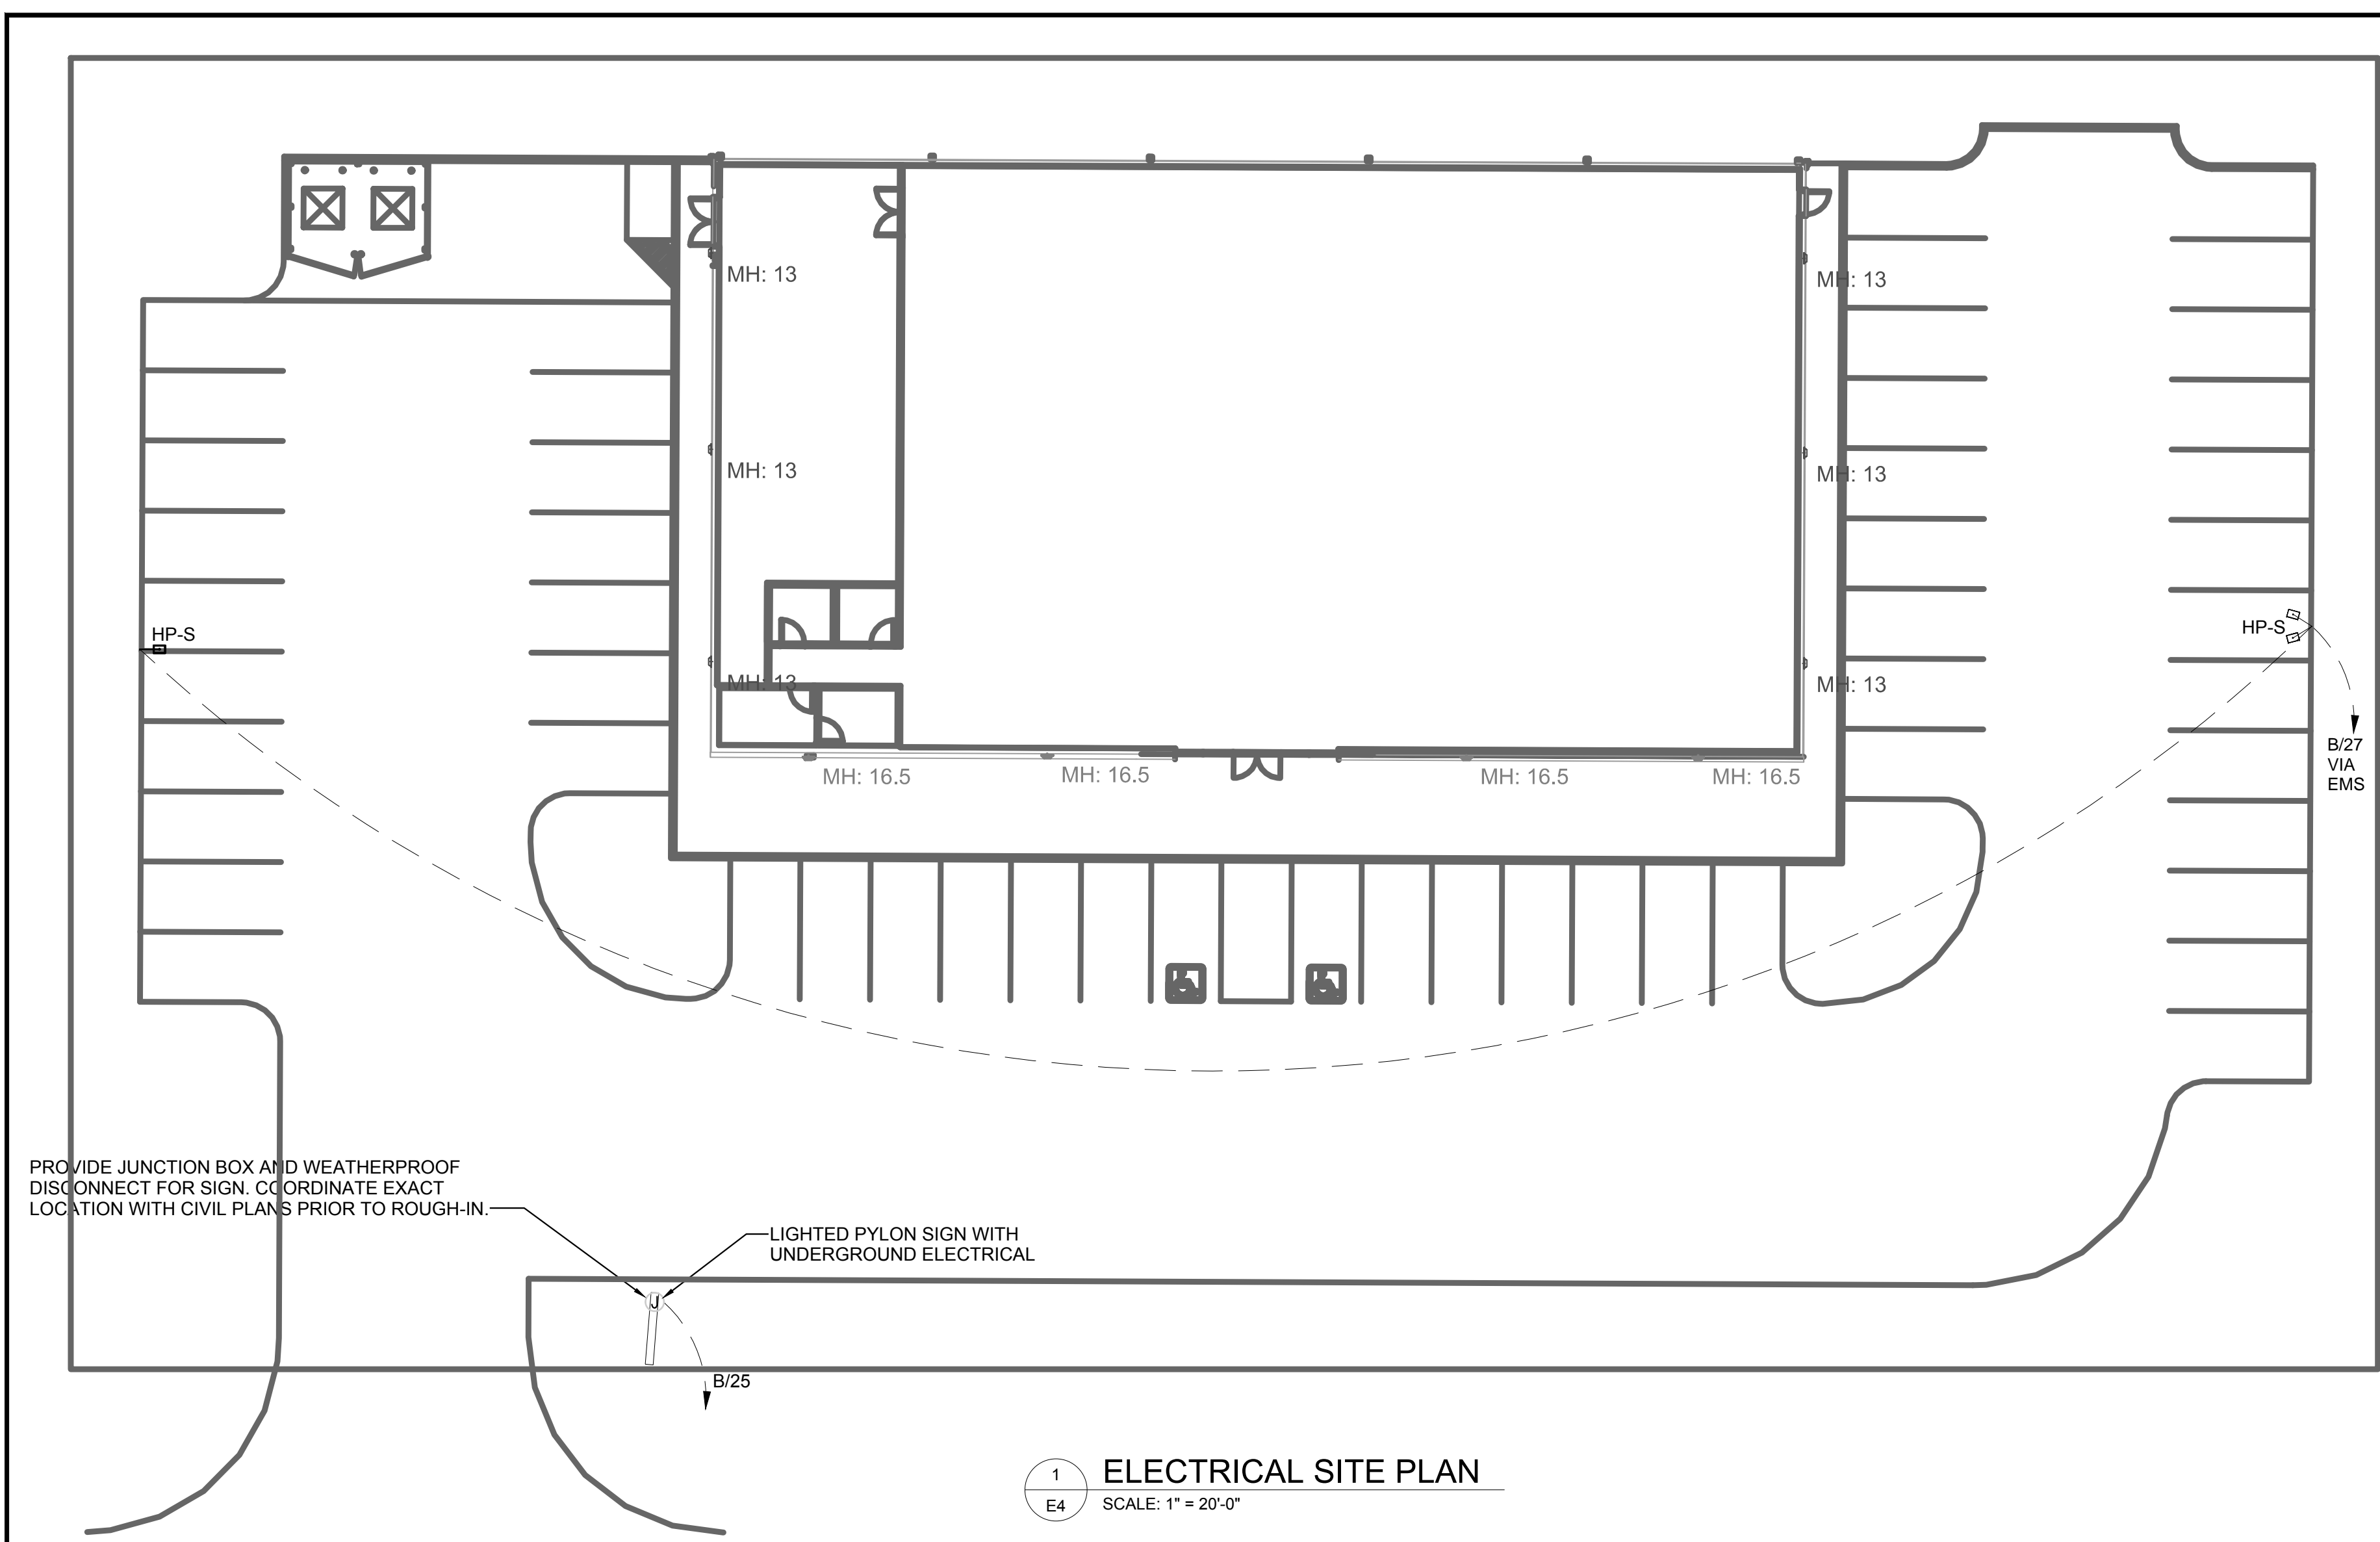 MH: 13
MH: 13
MH: 13
MH: 13
HP-S
HP-S
MH: 13
MH: 13
B/27
VIA
EMS
MH: 16.5
MH: 16.5
MH: 16.5
MH: 16.5
PROVIDE JUNCTION BOX AND WEATHERPROOF
DISCONNECT FOR SIGN. COORDINATE EXACT
LOCATION WITH CIVIL PLANS PRIOR TO ROUGH-IN.
LIGHTED PYLON SIGN WITH
UNDERGROUND ELECTRICAL
J
B/25
1
E4
ELECTRICAL SITE PLAN
SCALE: 1" = 20'-0"